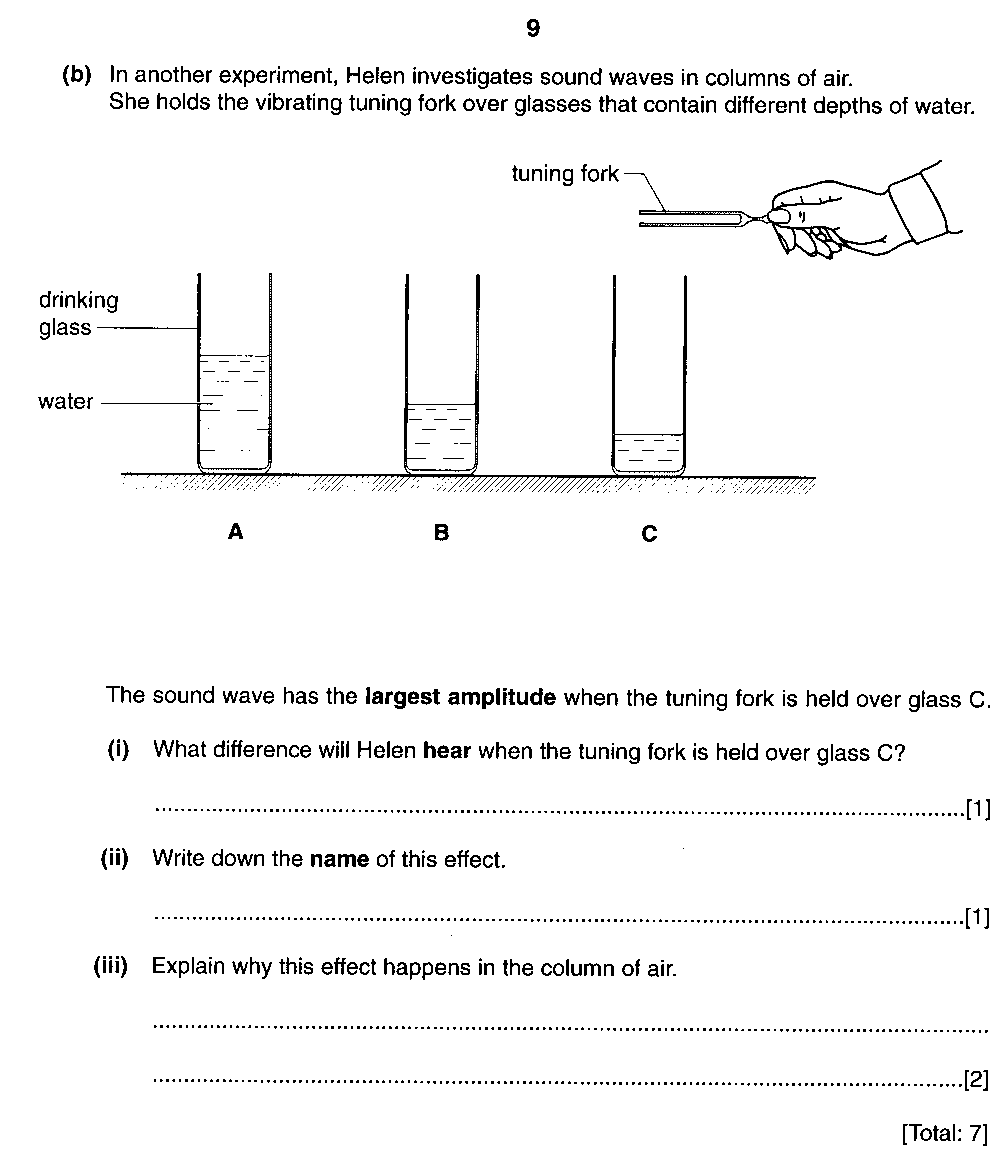 9
(b) In another experiment, Helen investigates sound waves in columns of air.
She holds the vibrating tuning fork over glasses that contain different depths of water.
tuning fork
drinking
glass
water
A B C
The sound wave has the largest amplitude when the tuning fork is held over glass C.
(i) What difference will Helen hear when the tuning fork is held over glass C?
[1]
(ii) Write down the name of this effect.
[1]
(iii) Explain why this effect happens in the column of air.
[2]
[Total: 7]